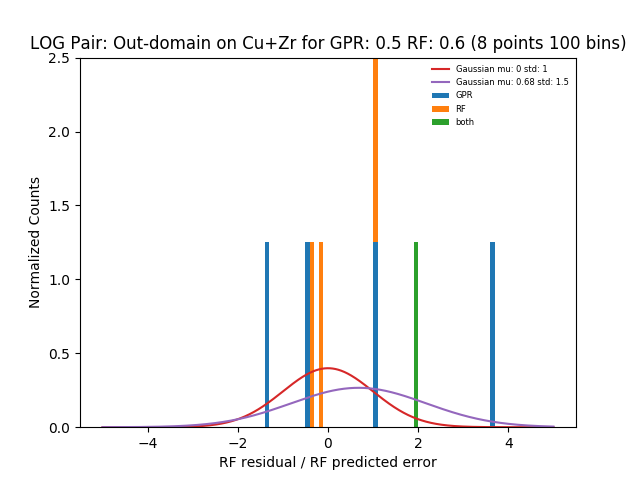 LOG Pair: Out-domain on Cu+Zr for GPR: 0.5 RF: 0.6 (8 points 100 bins)
Gaussian mu: 0 std: 1
Gaussian mu: 0.68 std: 1.5
GPR
RF
both
2.5
2.0
1.5
1.0
0.5
0.0
Normalized Counts
−4
−2
0
2
4
RF residual / RF predicted error